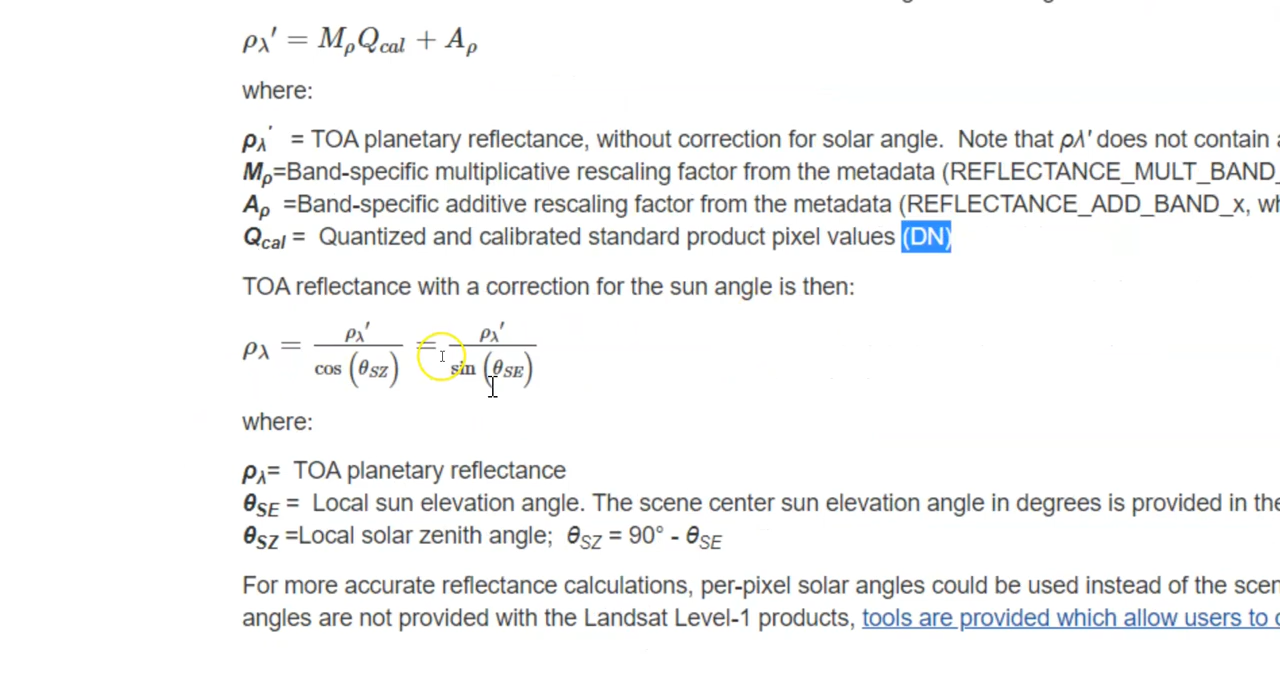 ρλ′ = MρQcal + Aρ
where:
ρλ′ = TOA planetary reflectance, without correction for solar angle. Note that ρλ' does not contain
Mρ=Band-specific multiplicative rescaling factor from the metadata (REFLECTANCE_MULT_BAND_
Aρ =Band-specific additive rescaling factor from the metadata (REFLECTANCE_ADD_BAND_x,
Qcal = Quantized and calibrated standard product pixel values (DN)
TOA reflectance with a correction for the sun angle is then:
ρλ = ρλ′ / cos (θSZ) = ρλ′ / sin (θSE)
where:
ρλ= TOA planetary reflectance
θSE = Local sun elevation angle. The scene center sun elevation angle in degrees is provided in the
θSZ =Local solar zenith angle; θSZ = 90° - θSE
For more accurate reflectance calculations, per-pixel solar angles could be used instead of the
angles are not provided with the Landsat Level-1 products, tools are provided which allow users to